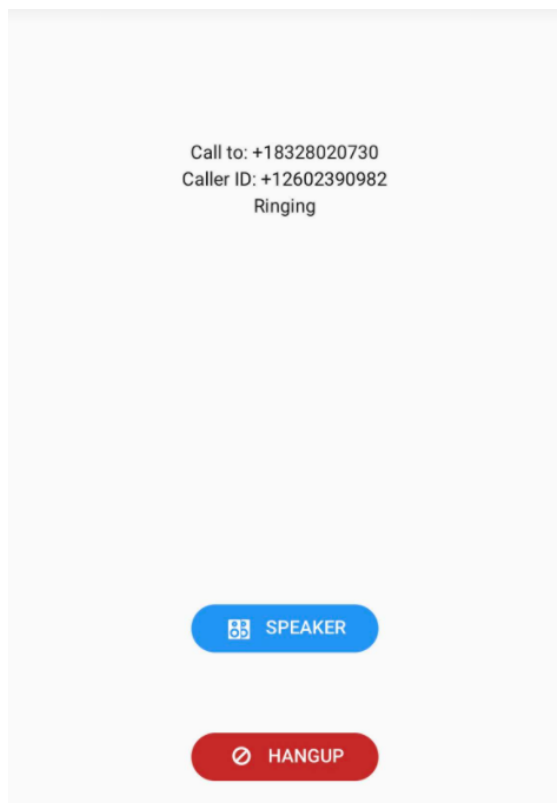 Call to: +18328020730
Caller ID: +12602390982
Ringing
SPEAKER
HANGUP